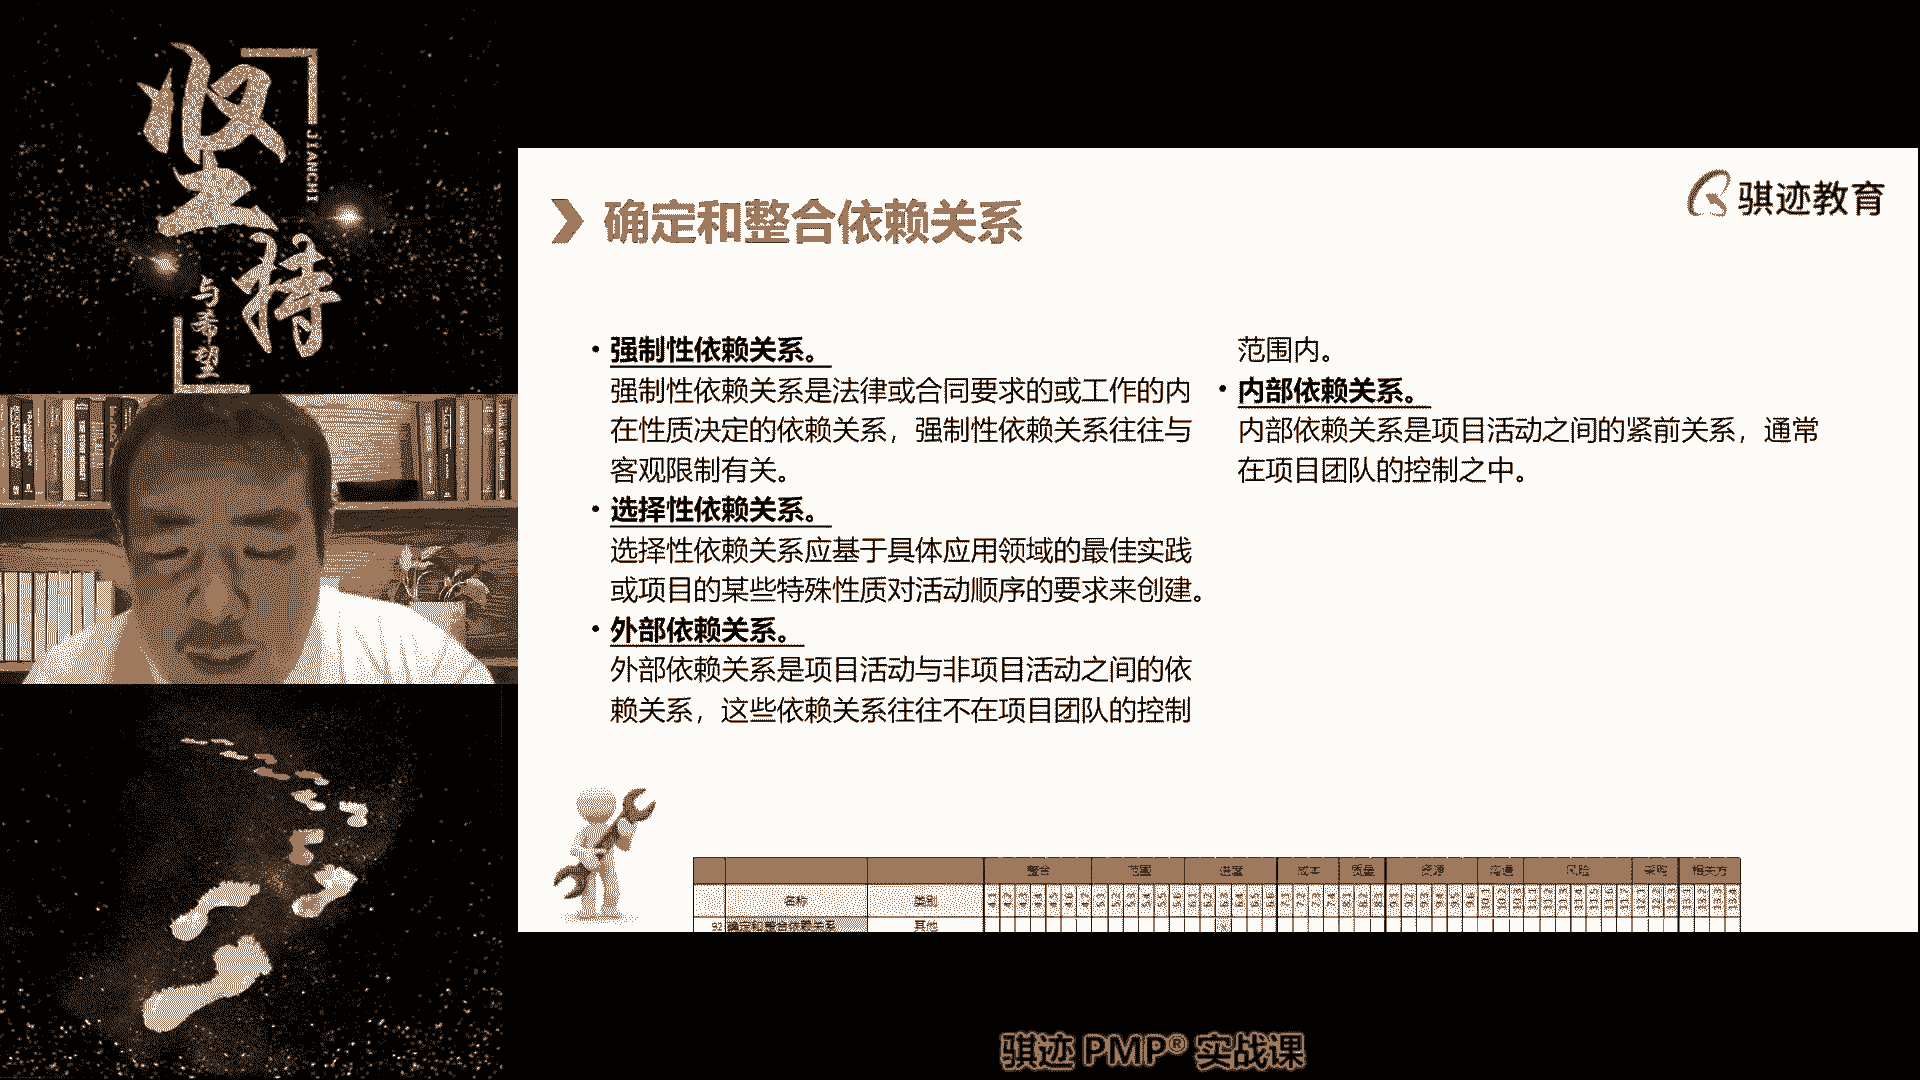 坚持
JIANCHI
与希望
骐迹教育
确定和整合依赖关系
• 强制性依赖关系。
强制性依赖关系是法律或合同要求的或工作的内
在性质决定的依赖关系，强制性依赖关系往往与
客观限制有关。
• 选择性依赖关系。
选择性依赖关系应基于具体应用领域的最佳实践
或项目的某些特殊性质对活动顺序的要求来创建。
• 外部依赖关系。
外部依赖关系是项目活动与非项目活动之间的依
赖关系，这些依赖关系往往不在项目团队的控制
范围内。
• 内部依赖关系。
内部依赖关系是项目活动之间的紧前关系，通常
在项目团队的控制之中。
整合 范围 进度 成本 质量 资源 沟通 风险 采购 相关方
名称 类别
92 确定和整合依赖关系 其他
骐迹 PMP® 实战课